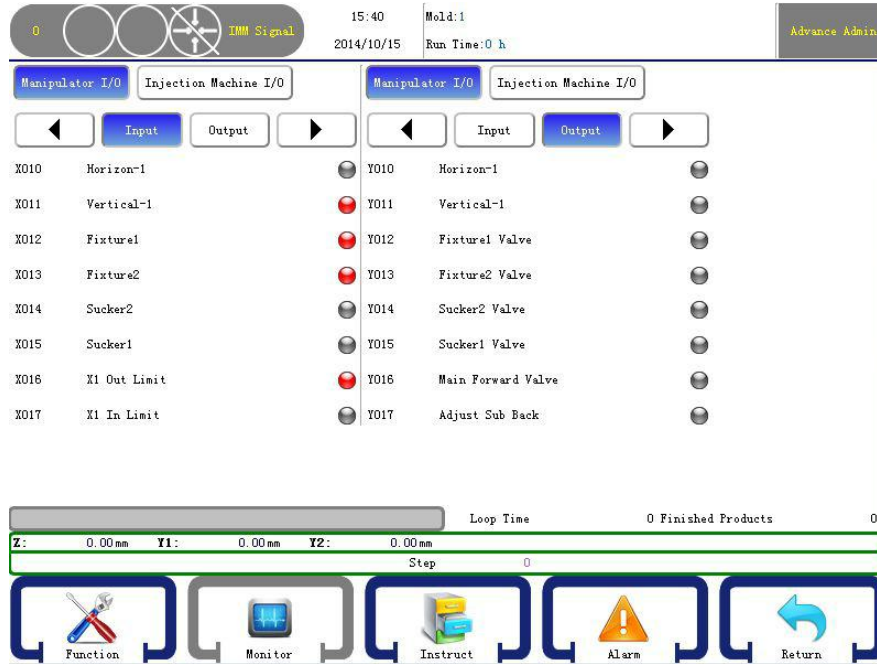 0 IMM Signal 15:40 Mold:1 Advance Admin
2014/10/15 Run Time:0 h
Manipulator I/O Injection Machine I/O Manipulator I/O Injection Machine I/O
Input Output Input Output
X010 Horizon-1 Y010 Horizon-1
X011 Vertical-1 Y011 Vertical-1
X012 Fixture1 Y012 Fixture1 Valve
X013 Fixture2 Y013 Fixture2 Valve
X014 Sucker2 Y014 Sucker2 Valve
X015 Sucker1 Y015 Sucker1 Valve
X016 X1 Out Limit Y016 Main Forward Valve
X017 X1 In Limit Y017 Adjust Sub Back
Loop Time 0 Finished Products 0
Z: 0.00mm Y1: 0.00mm Y2: 0.00mm
Step 0
Function Monitor Instruct Alarm Return